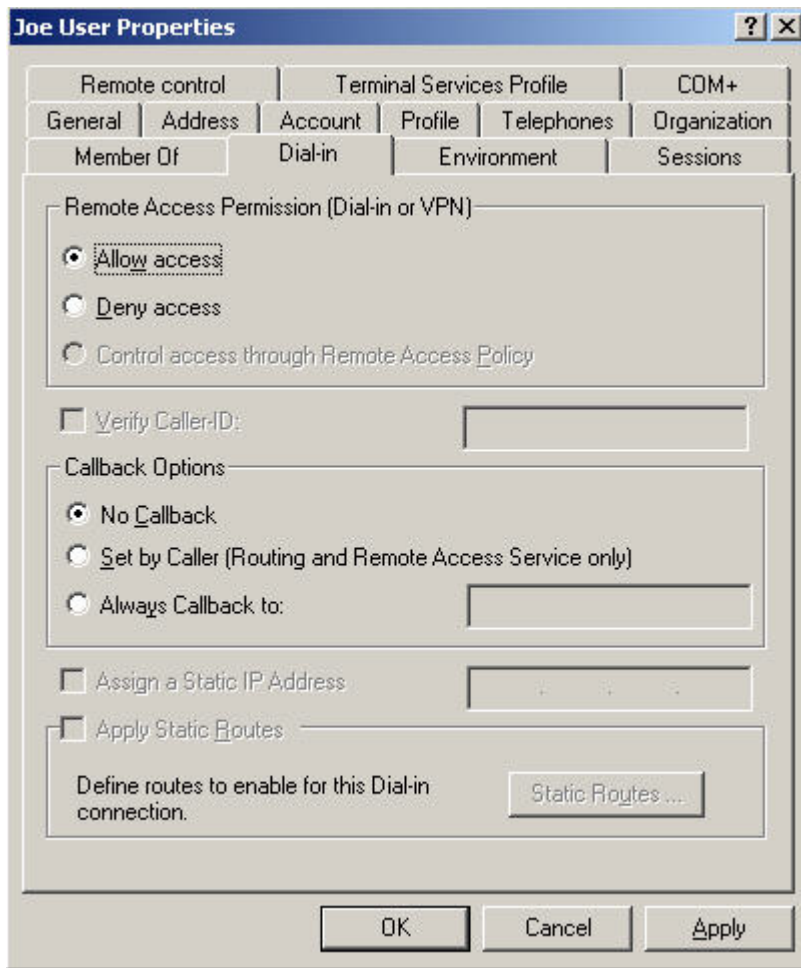 Joe User Properties
Remote control Terminal Services Profile COM+
General Address Account Profile Telephones Organization
Member Of Dial-in Environment Sessions
Remote Access Permission (Dial-in or VPN)
Allow access
Deny access
Control access through Remote Access Policy
Verify Caller-ID:
Callback Options
No Callback
Set by Caller (Routing and Remote Access Service only)
Always Callback to:
Assign a Static IP Address
Apply Static Routes
Define routes to enable for this Dial-in
connection.
Static Routes ...
OK Cancel Apply